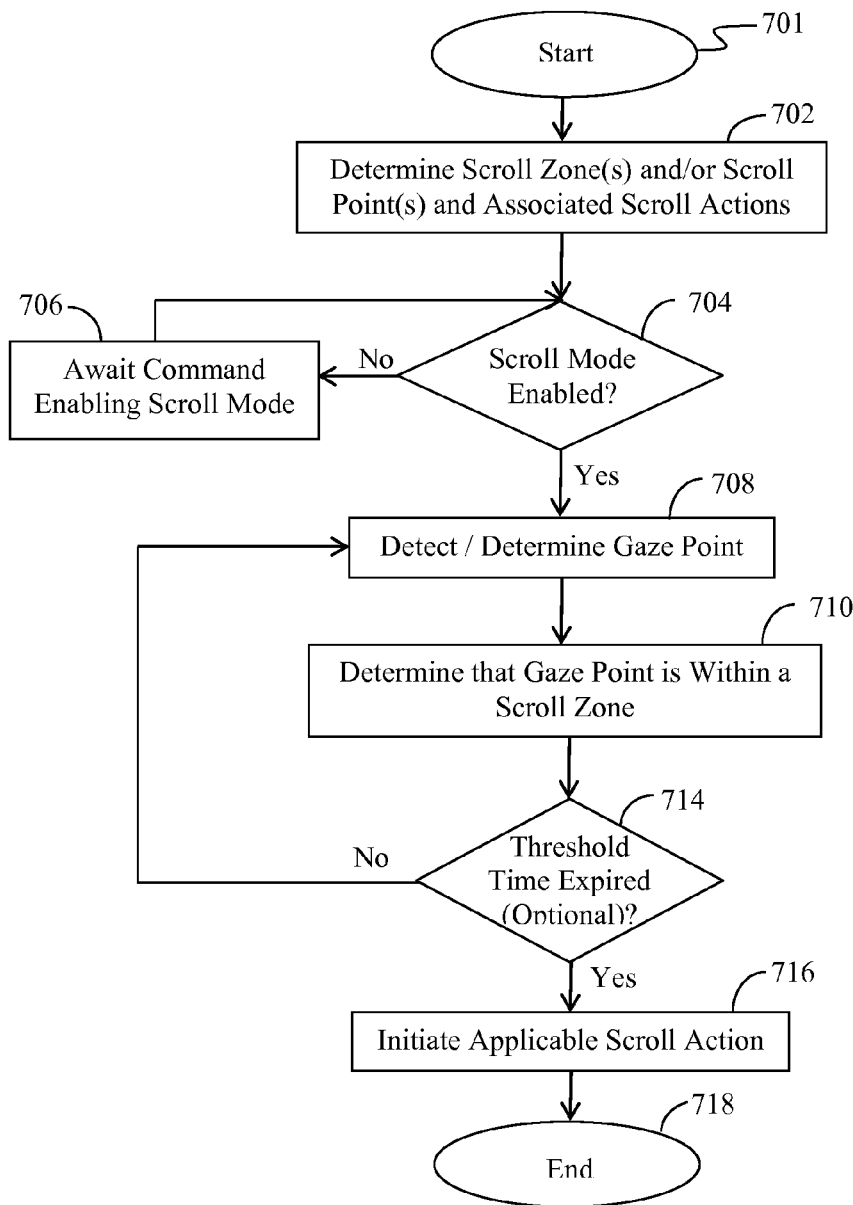 701
Start
702
Determine Scroll Zone(s) and/or Scroll
Point(s) and Associated Scroll Actions
706
704
Await Command
Enabling Scroll Mode
No
Scroll Mode
Enabled?
Yes
708
Detect / Determine Gaze Point
710
Determine that Gaze Point is Within a
Scroll Zone
714
No
Threshold
Time Expired
(Optional)?
Yes
716
Initiate Applicable Scroll Action
718
End